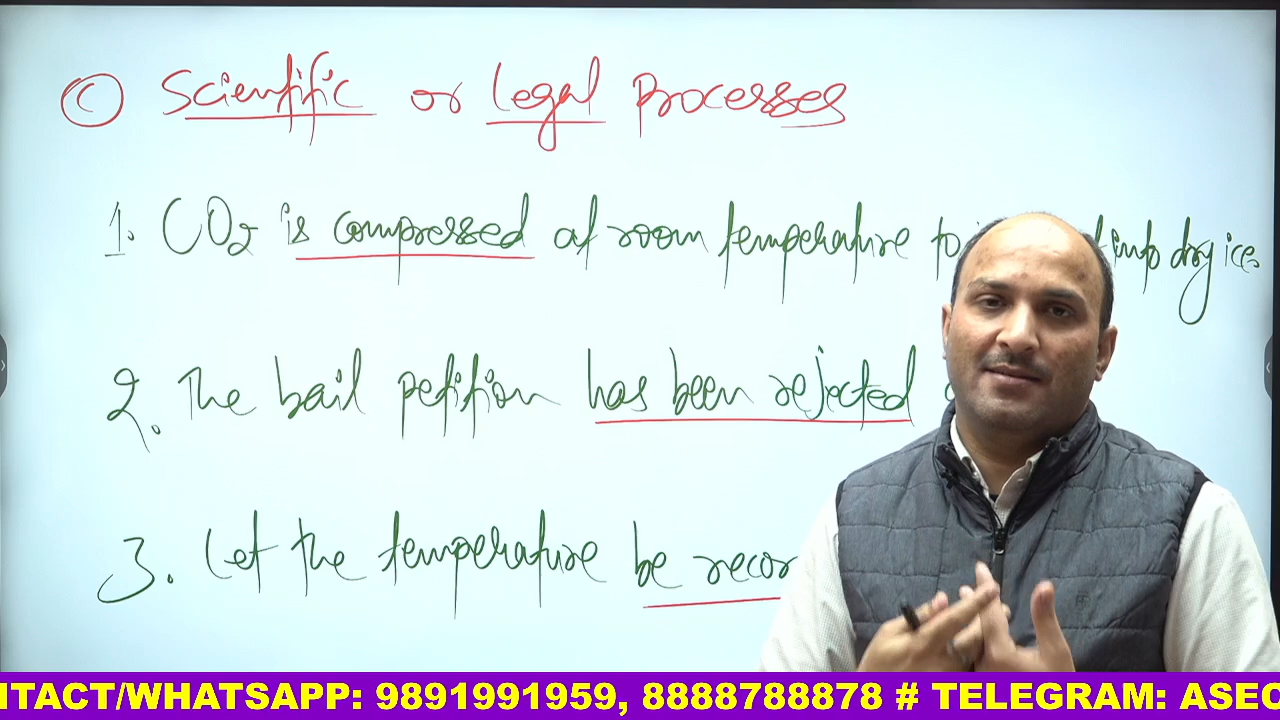 (C) Scientific or Legal Processes
1. CO2 is compressed at room temperature to into dry ice.
2. The bail petition has been rejected
3. Let the temperature be recor
NTACT/WHATSAPP: 9891991959, 8888788878 # TELEGRAM: ASEC